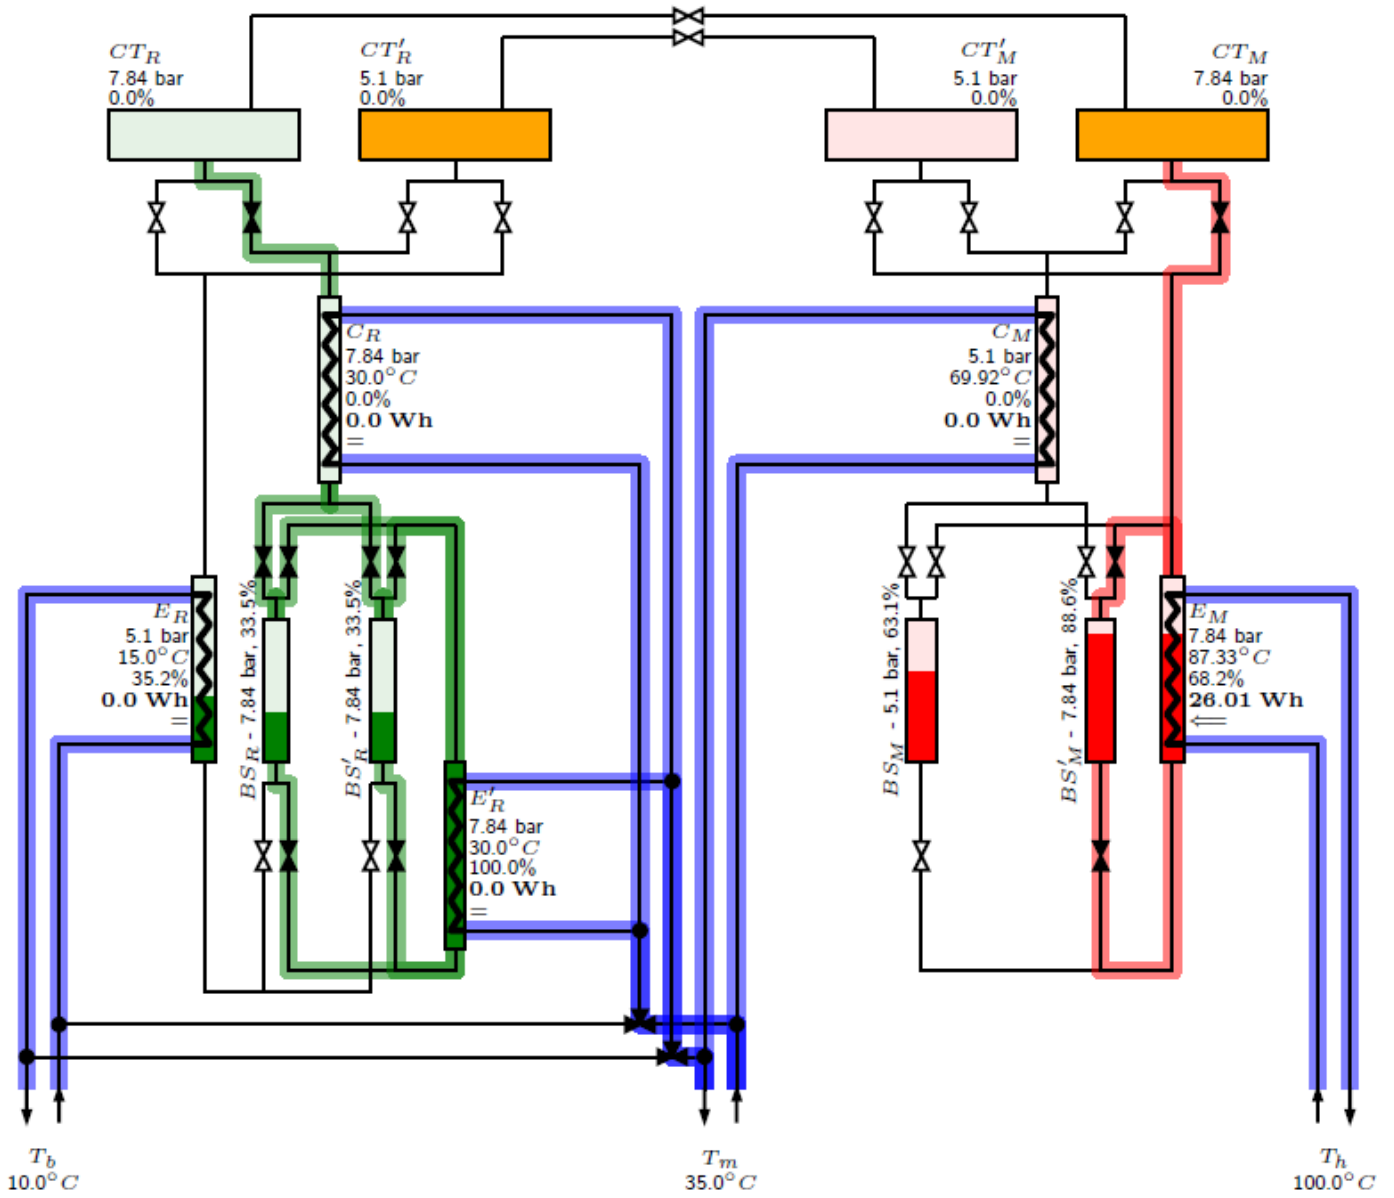 CT_R
7.84 bar
0.0%
CT'_R
5.1 bar
0.0%
CT'_M
5.1 bar
0.0%
CT_M
7.84 bar
0.0%
C_R
7.84 bar
30.0°C
0.0%
0.0 Wh
=
C_M
5.1 bar
69.92°C
0.0%
0.0 Wh
=
E_R
5.1 bar
15.0°C
35.2%
0.0 Wh
=
BS_R - 7.84 bar, 33.5%
BS'_R - 7.84 bar, 33.5%
E'_R
7.84 bar
30.0°C
100.0%
0.0 Wh
=
BS_M - 5.1 bar, 63.1%
BS'_M - 7.84 bar, 88.6%
E_M
7.84 bar
87.33°C
68.2%
26.01 Wh
⇐
T_b
10.0°C
T_m
35.0°C
T_h
100.0°C